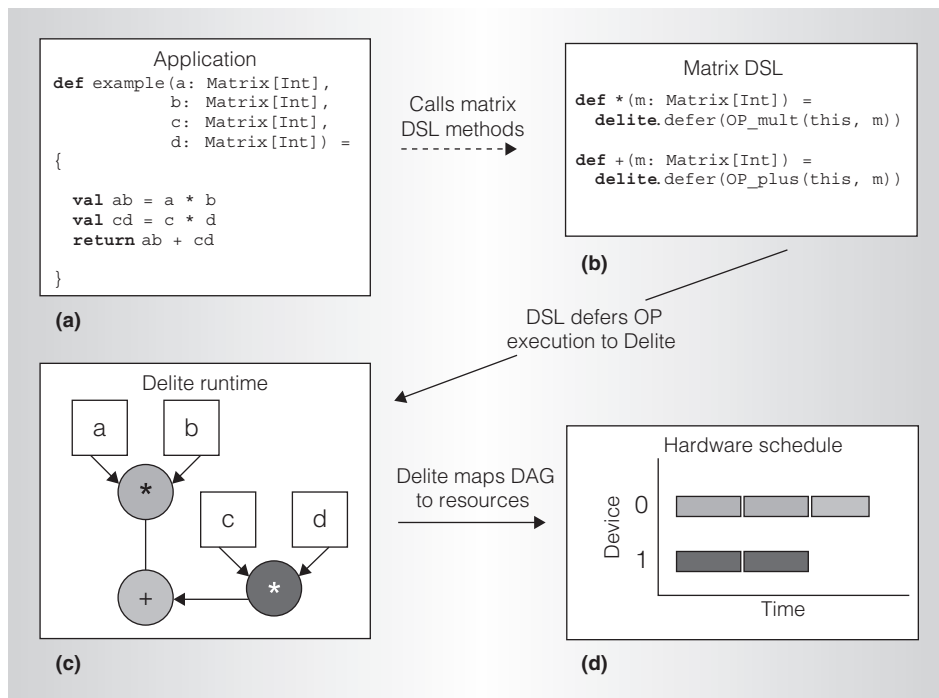 Application
def example(a: Matrix[Int],
b: Matrix[Int],
c: Matrix[Int],
d: Matrix[Int]) =
{
val ab = a * b
val cd = c * d
return ab + cd
}
(a)
Calls matrix
DSL methods
Matrix DSL
def *(m: Matrix[Int]) =
delite.defer(OP_mult(this, m))
def +(m: Matrix[Int]) =
delite.defer(OP_plus(this, m))
(b)
DSL defers OP
execution to Delite
Delite runtime
a
b
*
c
d
*
+
(c)
Delite maps DAG
to resources
Hardware schedule
Device
0
1
Time
(d)